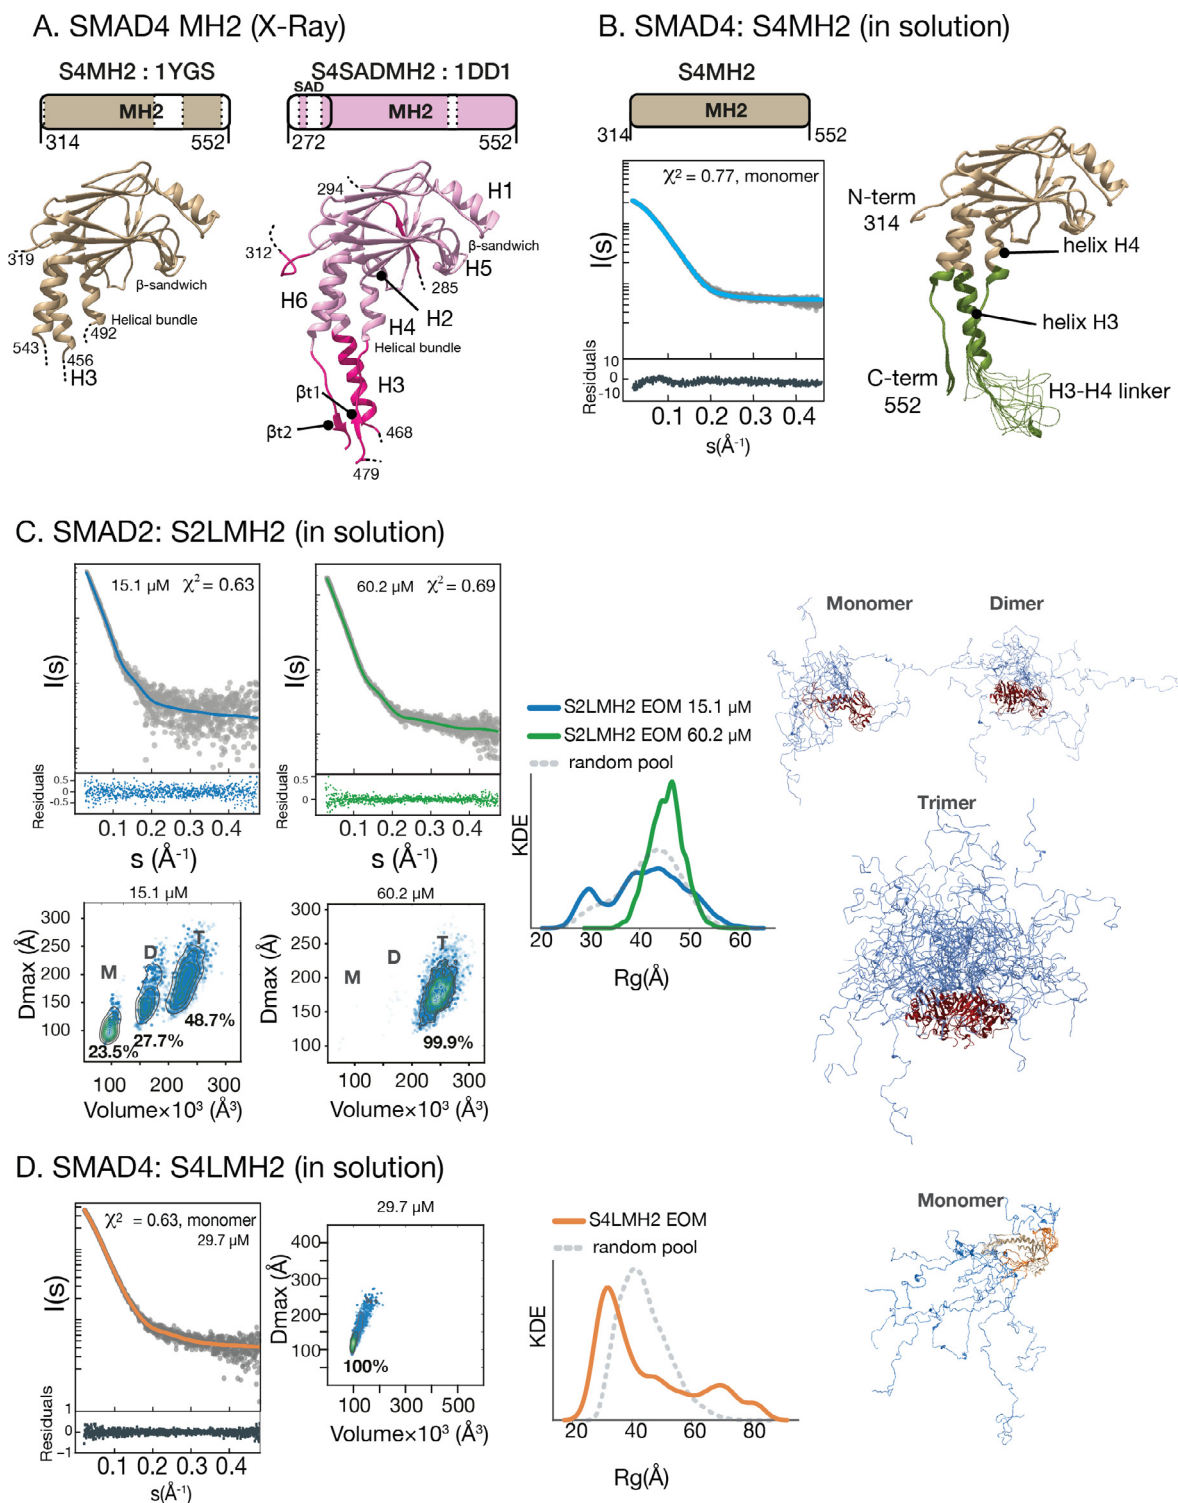 A. SMAD4 MH2 (X-Ray)
S4MH2 : 1YGS
MH2
314
552
319
β-sandwich
Helical bundle
492
543
456
H3
S4SADMH2 : 1DD1
SAD
MH2
272
552
294
H1
312
β-sandwich
H5
285
H6
H2
H4
Helical bundle
H3
βt1
βt2
468
479
B. SMAD4: S4MH2 (in solution)
S4MH2
MH2
314
552
χ² = 0.77, monomer
I(s)
Residuals
10
0
-10
0.1 0.2 0.3 0.4
s(Å⁻¹)
N-term
314
helix H4
helix H3
C-term
552
H3-H4 linker
C. SMAD2: S2LMH2 (in solution)
15.1 µM χ² = 0.63
I(s)
Residuals
0.5
0
-0.5
0.1 0.2 0.3 0.4
s (Å⁻¹)
60.2 µM χ² = 0.69
I(s)
Residuals
0.5
0
0.1 0.2 0.3 0.4
s (Å⁻¹)
15.1 µM
Dmax (Å)
300
250
200
150
100
M
D
T
48.7%
27.7%
23.5%
100 200 300
Volume×10³ (Å³)
60.2 µM
Dmax (Å)
300
250
200
150
100
M
D
T
99.9%
100 200 300
Volume×10³ (Å³)
S2LMH2 EOM 15.1 µM
S2LMH2 EOM 60.2 µM
random pool
KDE
20 30 40 50 60
Rg(Å)
Monomer
Dimer
Trimer
D. SMAD4: S4LMH2 (in solution)
χ² = 0.63, monomer
29.7 µM
I(s)
Residuals
1
0
−1
0.1 0.2 0.3 0.4
s(Å⁻¹)
29.7 µM
Dmax (Å)
400
300
200
100
100%
100 300 500
Volume ×10³ (Å³)
S4LMH2 EOM
random pool
KDE
20 40 60 80
Rg(Å)
Monomer